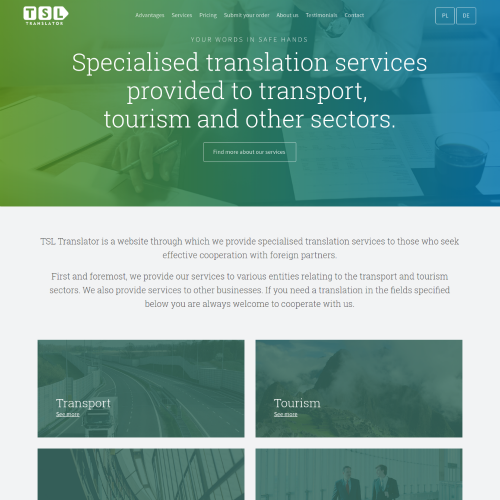 TSL
TRANSLATOR
Advantages Services Pricing Submit your order About us Testimonials Contact
PL DE
YOUR WORDS IN SAFE HANDS
Specialised translation services
provided to transport,
tourism and other sectors.
Find more about our services
TSL Translator is a website through which we provide specialised translation services to those who seek
effective cooperation with foreign partners.
First and foremost, we provide our services to various entities relating to the transport and tourism
sectors. We also provide services to other businesses. If you need a translation in the fields specified
below you are always welcome to cooperate with us.
Transport
See more
Tourism
See more